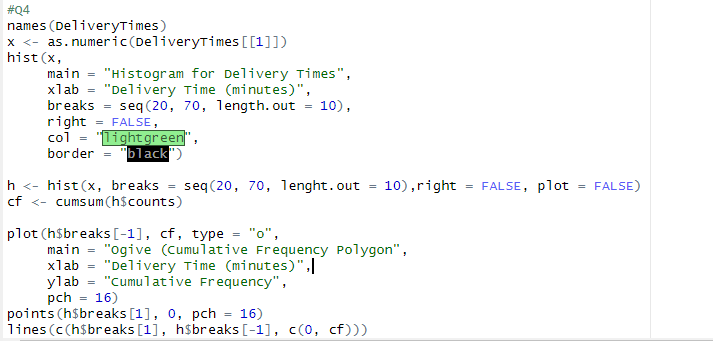 #Q4
names(DeliveryTimes)
x <- as.numeric(DeliveryTimes[[1]])
hist(x,
     main = "Histogram for Delivery Times",
     xlab = "Delivery Time (minutes)",
     breaks = seq(20, 70, length.out = 10),
     right = FALSE,
     col = "lightgreen",
     border = "black")

h <- hist(x, breaks = seq(20, 70, lenght.out = 10),right = FALSE, plot = FALSE)
cf <- cumsum(h$counts)

plot(h$breaks[-1], cf, type = "o",
     main = "Ogive (Cumulative Frequency Polygon",
     xlab = "Delivery Time (minutes)",
     ylab = "Cumulative Frequency",
     pch = 16)
points(h$breaks[1], 0, pch = 16)
lines(c(h$breaks[1], h$breaks[-1], c(0, cf)))